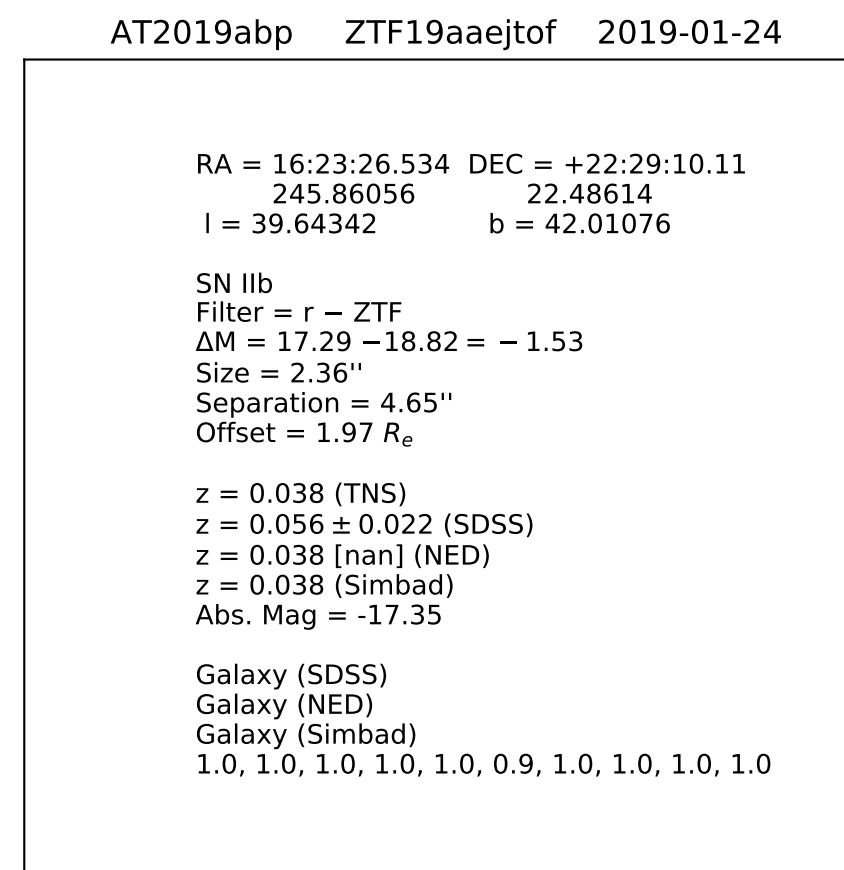 AT2019abp ZTF19aaejtof 2019-01-24
RA = 16:23:26.534 DEC = +22:29:10.11
245.86056 22.48614
l = 39.64342 b = 42.01076
SN IIb
Filter = r − ZTF
ΔM = 17.29 −18.82 = − 1.53
Size = 2.36''
Separation = 4.65''
Offset = 1.97 Rₑ
z = 0.038 (TNS)
z = 0.056 ± 0.022 (SDSS)
z = 0.038 [nan] (NED)
z = 0.038 (Simbad)
Abs. Mag = -17.35
Galaxy (SDSS)
Galaxy (NED)
Galaxy (Simbad)
1.0, 1.0, 1.0, 1.0, 1.0, 0.9, 1.0, 1.0, 1.0, 1.0